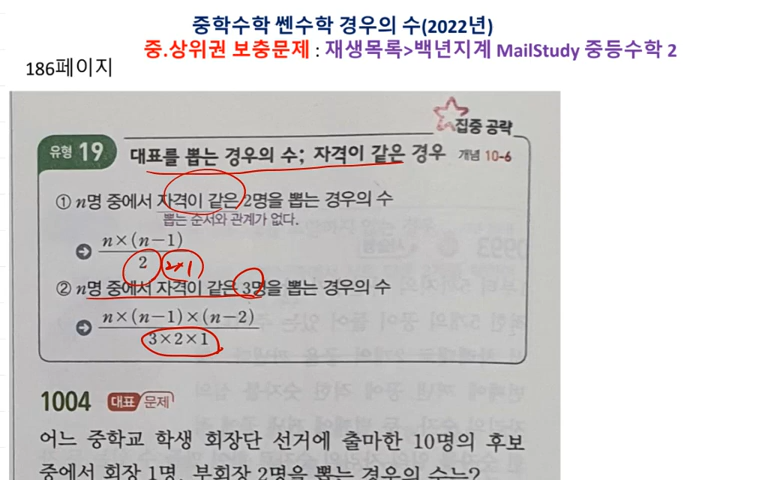 중학수학 쎈수학 경우의 수(2022년)
중.상위권 보충문제 : 재생목록>백년지계 MailStudy 중등수학 2
186페이지
집중 공략
유형 19 대표를 뽑는 경우의 수; 자격이 같은 경우 개념 10-6
① n명 중에서 자격이 같은 2명을 뽑는 경우의 수
뽑는 순서와 관계가 없다.
n×(n-1)
2 2×1
② n명 중에서 자격이 같은 3명을 뽑는 경우의 수
n×(n-1)×(n-2)
3×2×1
1004 대표 문제
어느 중학교 학생 회장단 선거에 출마한 10명의 후보
중에서 회장 1명, 부회장 2명을 뽑는 경우의 수는?